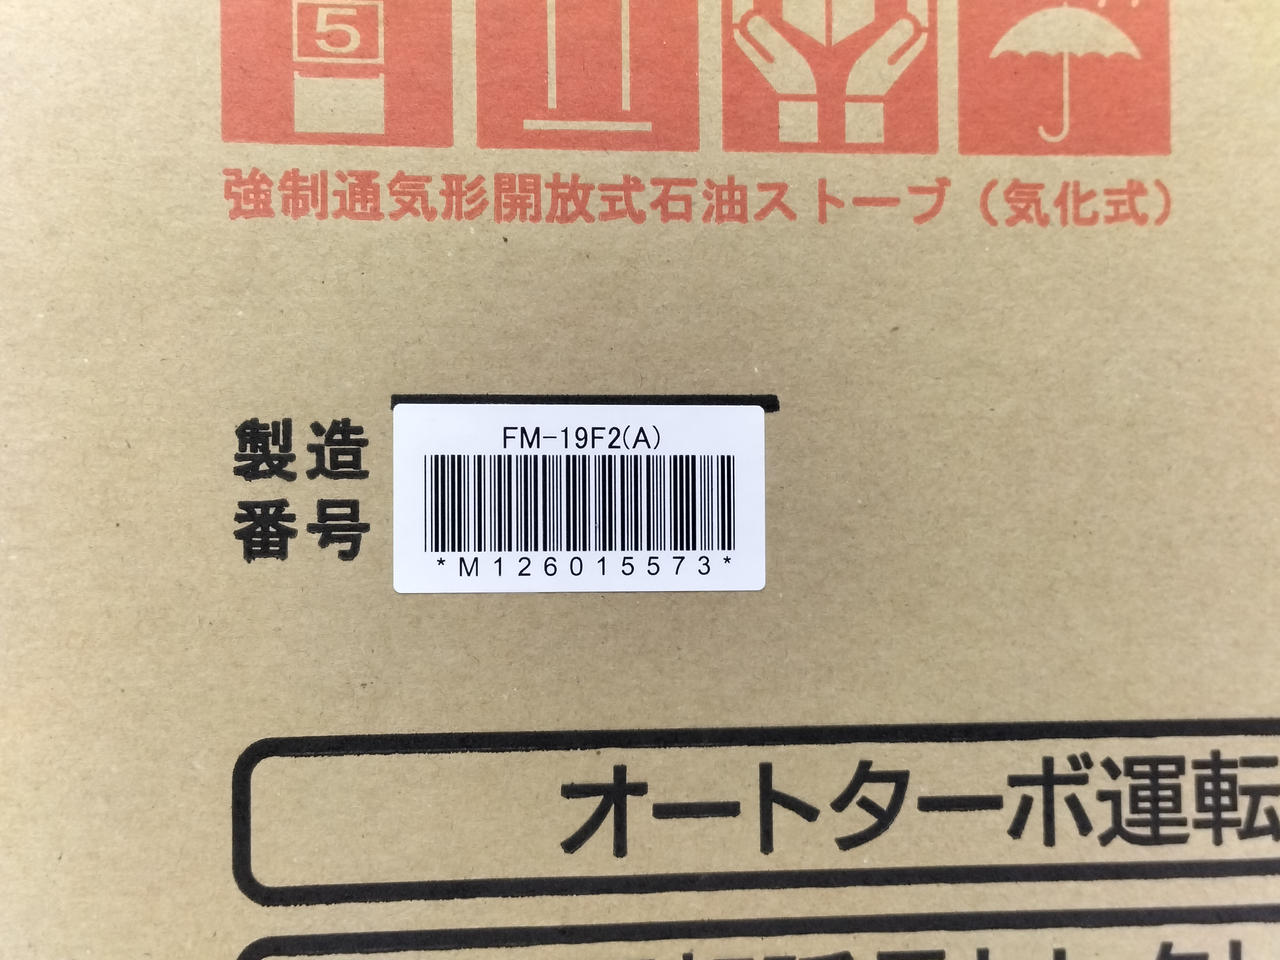 5
強制通気形開放式石油ストーブ（気化式）
製造
番号
FM-19F2(A)
*M126015573*
オートターボ運転